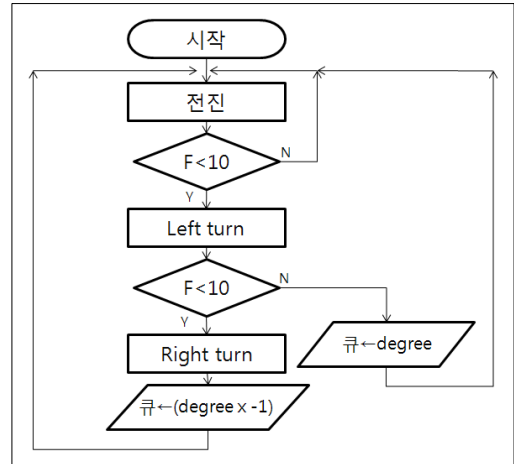 시작
전진
F<10
N
Y
Left turn
F<10
N
Y
큐←degree
Right turn
큐←(degree x -1)